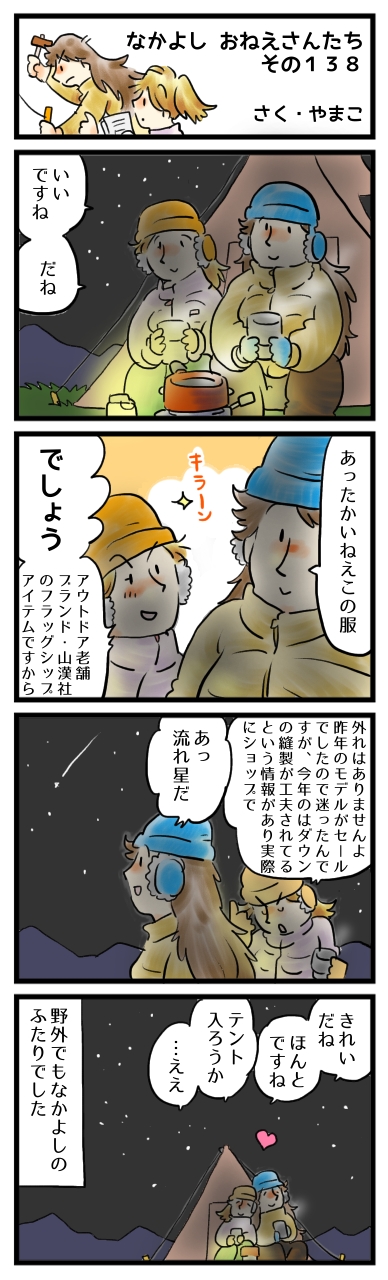 なかよし おねえさんたち
その１３８
さく・やまこ
いい
ですね
だね
あったかいねえこの服
キラーン
でしょう
アウトドア老舗
ブランド・山漢社
のフラッグシップ
アイテムですから
外れはありませんよ
昨年のモデルがセール
でしたので迷ったんで
すが、今年のはダウン
の縫製が工夫されてる
という情報があり実際
にショップで
あっ
流れ星だ
きれい
だね
ほんと
ですね
テント
入ろうか
…ええ
野外でもなかよしの
ふたりでした